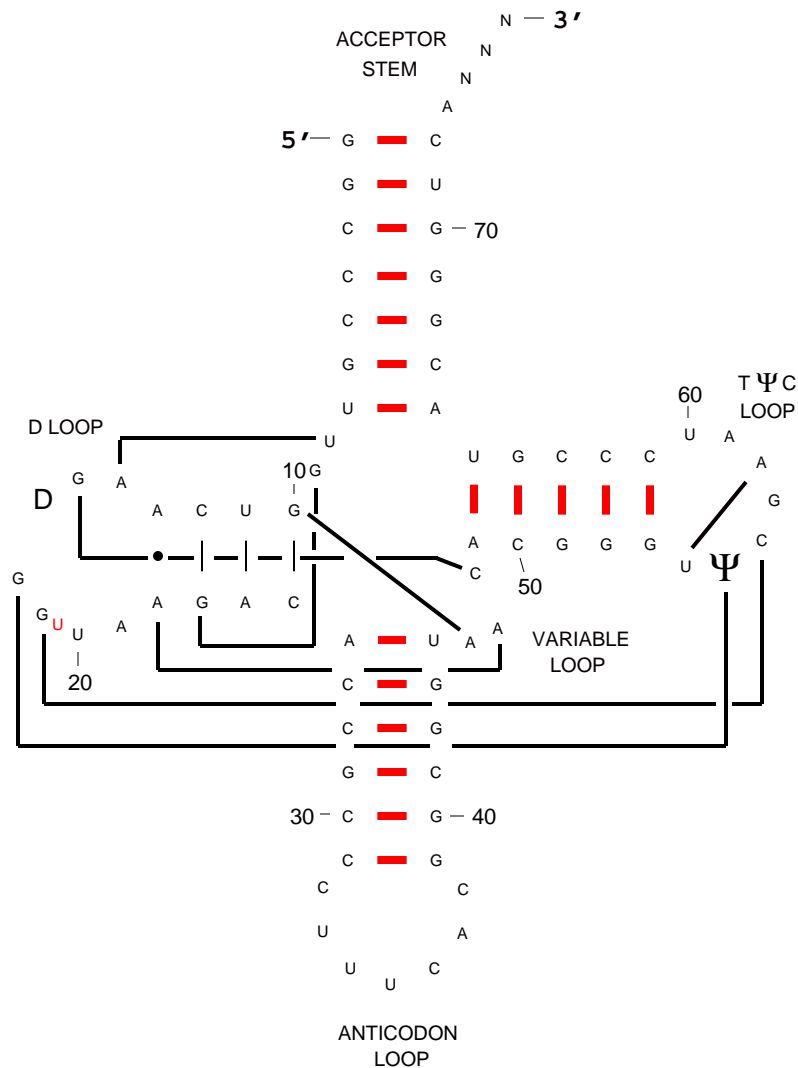 N 3'
ACCEPTOR
STEM
N
N
A
5' G C
G U
C G 70
C G
C G
G C
U A
T Ψ C
LOOP
60
D LOOP
U A
U
U G C C C
A
G A
10 G
D
G
A C U G
A C G G G U Ψ C
C 50
G
G U U A A G A C
20
A U A A
VARIABLE
LOOP
C G
C G
G C
30 C G 40
C G
C C
U A
U C
U
ANTICODON
LOOP